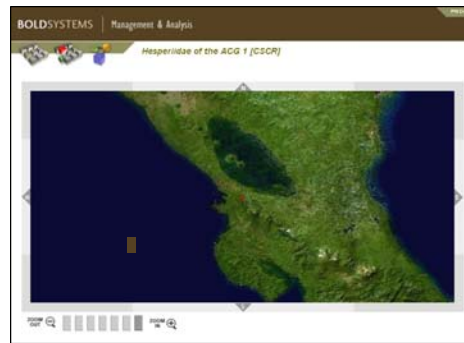 BOLDSYSTEMS | Management & Analysis
Hesperiidae of the ACG 1 [CSCR]
ZOOM OUT
ZOOM IN